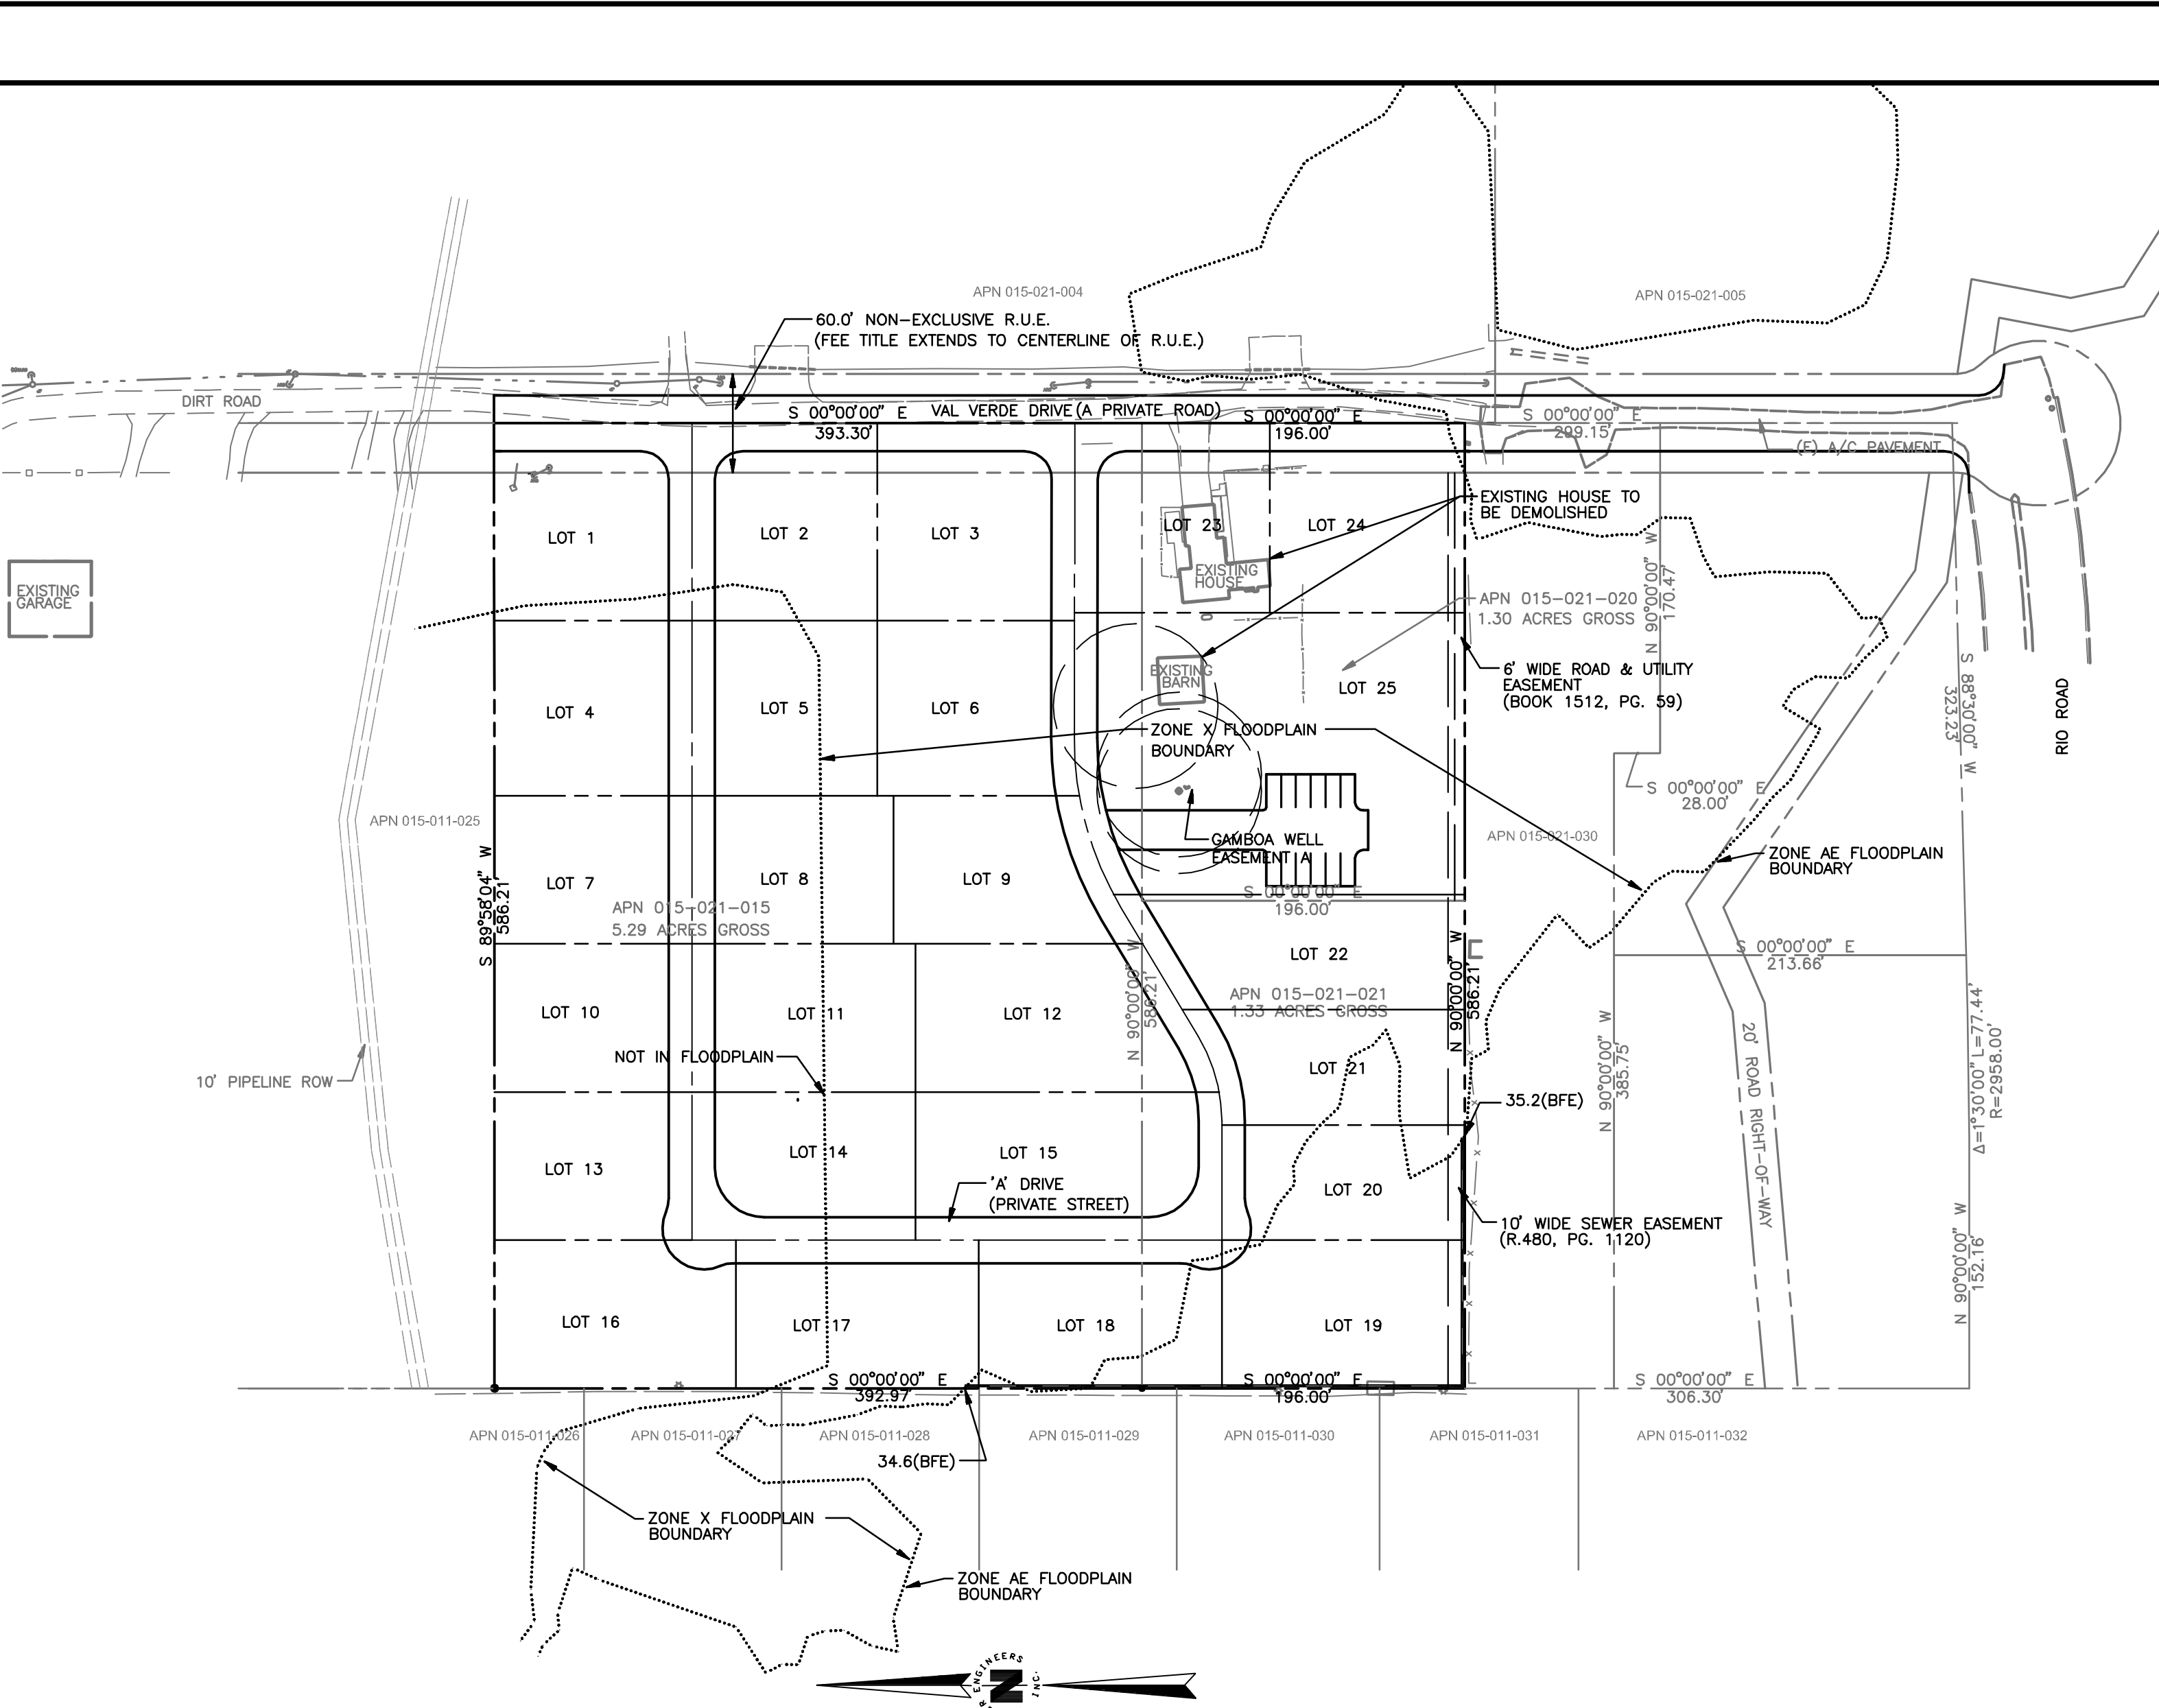 APN 015-021-004
APN 015-021-005
60.0' NON-EXCLUSIVE R.U.E.
(FEE TITLE EXTENDS TO CENTERLINE OF R.U.E.)
DIRT ROAD
S 00°00'00" E
393.30'
VAL VERDE DRIVE (A PRIVATE ROAD)
S 00°00'00" E
196.00'
S 00°00'00" E
299.15'
(E) A/C PAVEMENT
EXISTING HOUSE TO
BE DEMOLISHED
LOT 1
LOT 2
LOT 3
LOT 23
LOT 24
EXISTING
HOUSE
EXISTING
GARAGE
N 90°00'00" W
170.47'
APN 015-021-020
1.30 ACRES GROSS
6' WIDE ROAD & UTILITY
EASEMENT
(BOOK 1512, PG. 59)
S 88°30'00" W
323.23'
RIO ROAD
EXISTING
BARN
LOT 25
LOT 4
LOT 5
LOT 6
ZONE X FLOODPLAIN
BOUNDARY
S 00°00'00" E
28.00'
APN 015-011-025
APN 015-021-030
GAMBOA WELL
EASEMENT A
ZONE AE FLOODPLAIN
BOUNDARY
LOT 7
LOT 8
LOT 9
S 00°00'00" E
196.00'
S 89°58'04" W
586.21
APN 015-021-015
5.29 ACRES GROSS
LOT 22
S 00°00'00" E
213.66'
N 90°00'00" W
586.21'
N 90°00'00" W
586.21'
APN 015-021-021
1.33 ACRES GROSS
LOT 10
LOT 11
LOT 12
NOT IN FLOODPLAIN
LOT 21
N 90°00'00" W
385.75'
20' ROAD RIGHT-OF-WAY
Δ=1°30'00" L=77.44'
R=2958.00'
10' PIPELINE ROW
35.2(BFE)
LOT 13
LOT 14
LOT 15
'A' DRIVE
(PRIVATE STREET)
LOT 20
10' WIDE SEWER EASEMENT
(R.480, PG. 1120)
N 90°00'00" W
152.16'
LOT 16
LOT 17
LOT 18
LOT 19
S 00°00'00" E
392.97'
S 00°00'00" E
196.00'
S 00°00'00" E
306.30'
APN 015-011-026
APN 015-011-027
APN 015-011-028
APN 015-011-029
APN 015-011-030
APN 015-011-031
APN 015-011-032
34.6(BFE)
ZONE X FLOODPLAIN
BOUNDARY
ZONE AE FLOODPLAIN
BOUNDARY
ENGINEERS
INC.
N